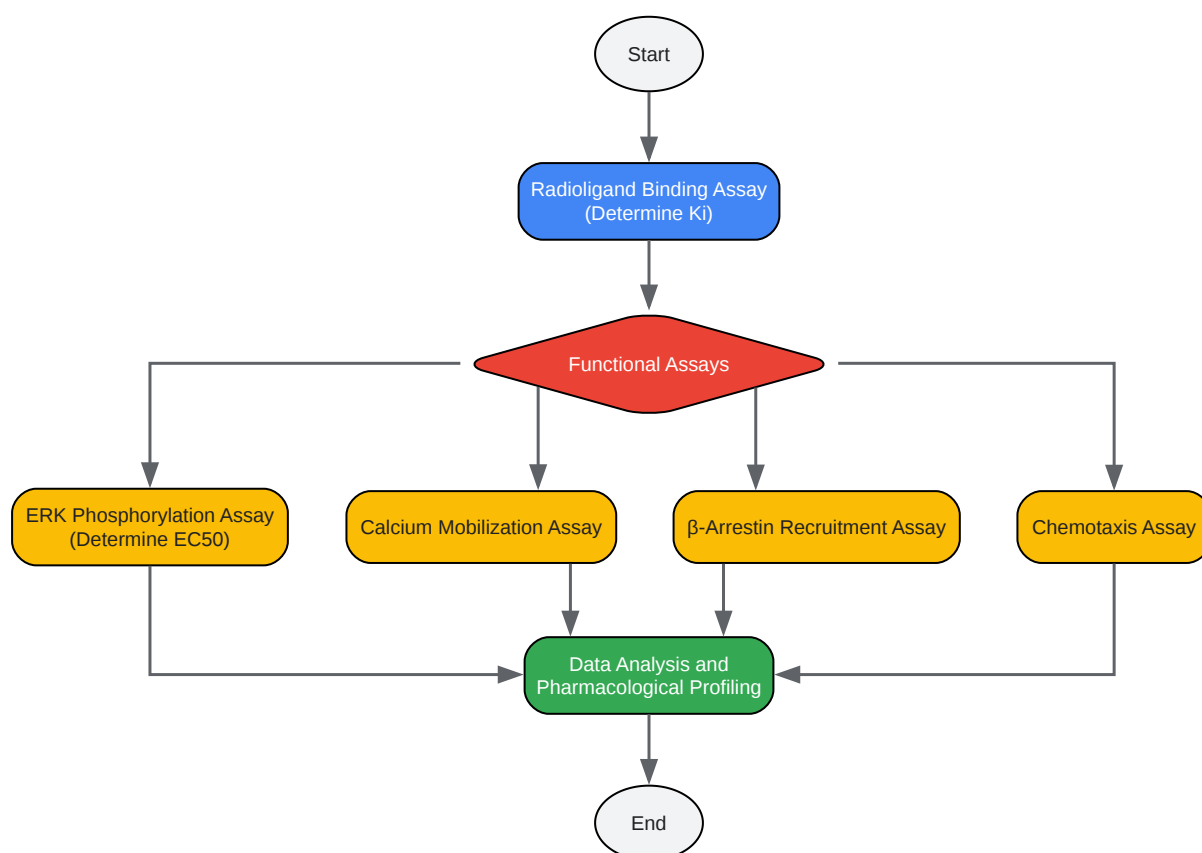 Start
Radioligand Binding Assay
(Determine Ki)
Functional Assays
ERK Phosphorylation Assay
(Determine EC50)
Calcium Mobilization Assay
β-Arrestin Recruitment Assay
Chemotaxis Assay
Data Analysis and
Pharmacological Profiling
End